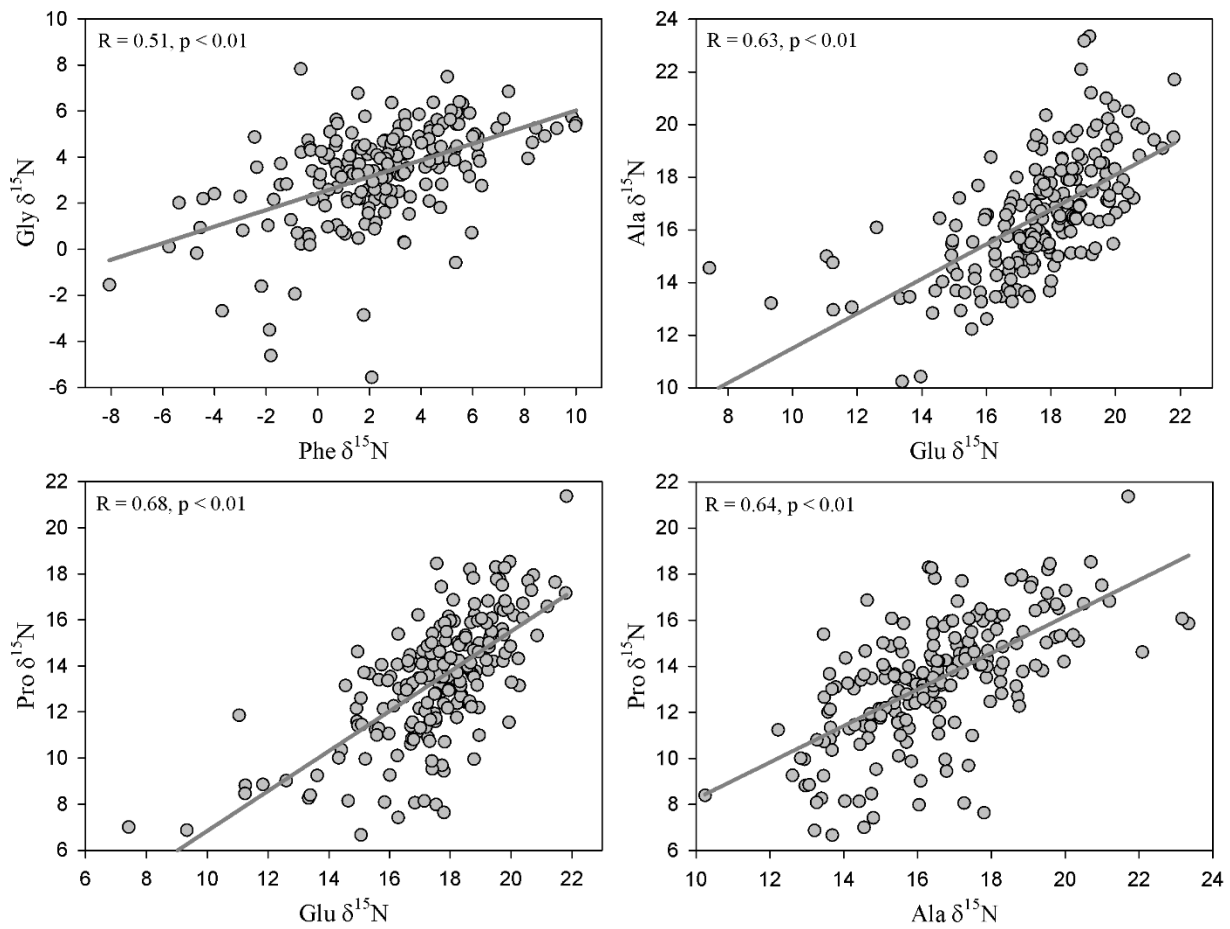 R = 0.51, p < 0.01
10
8
6
4
2
0
-2
-4
-6
Gly δ¹⁵N
-8 -6 -4 -2 0 2 4 6 8 10
Phe δ¹⁵N
R = 0.63, p < 0.01
24
22
20
18
16
14
12
10
Ala δ¹⁵N
8 10 12 14 16 18 20 22
Glu δ¹⁵N
R = 0.68, p < 0.01
22
20
18
16
14
12
10
8
6
Pro δ¹⁵N
6 8 10 12 14 16 18 20 22
Glu δ¹⁵N
R = 0.64, p < 0.01
22
20
18
16
14
12
10
8
6
Pro δ¹⁵N
10 12 14 16 18 20 22 24
Ala δ¹⁵N